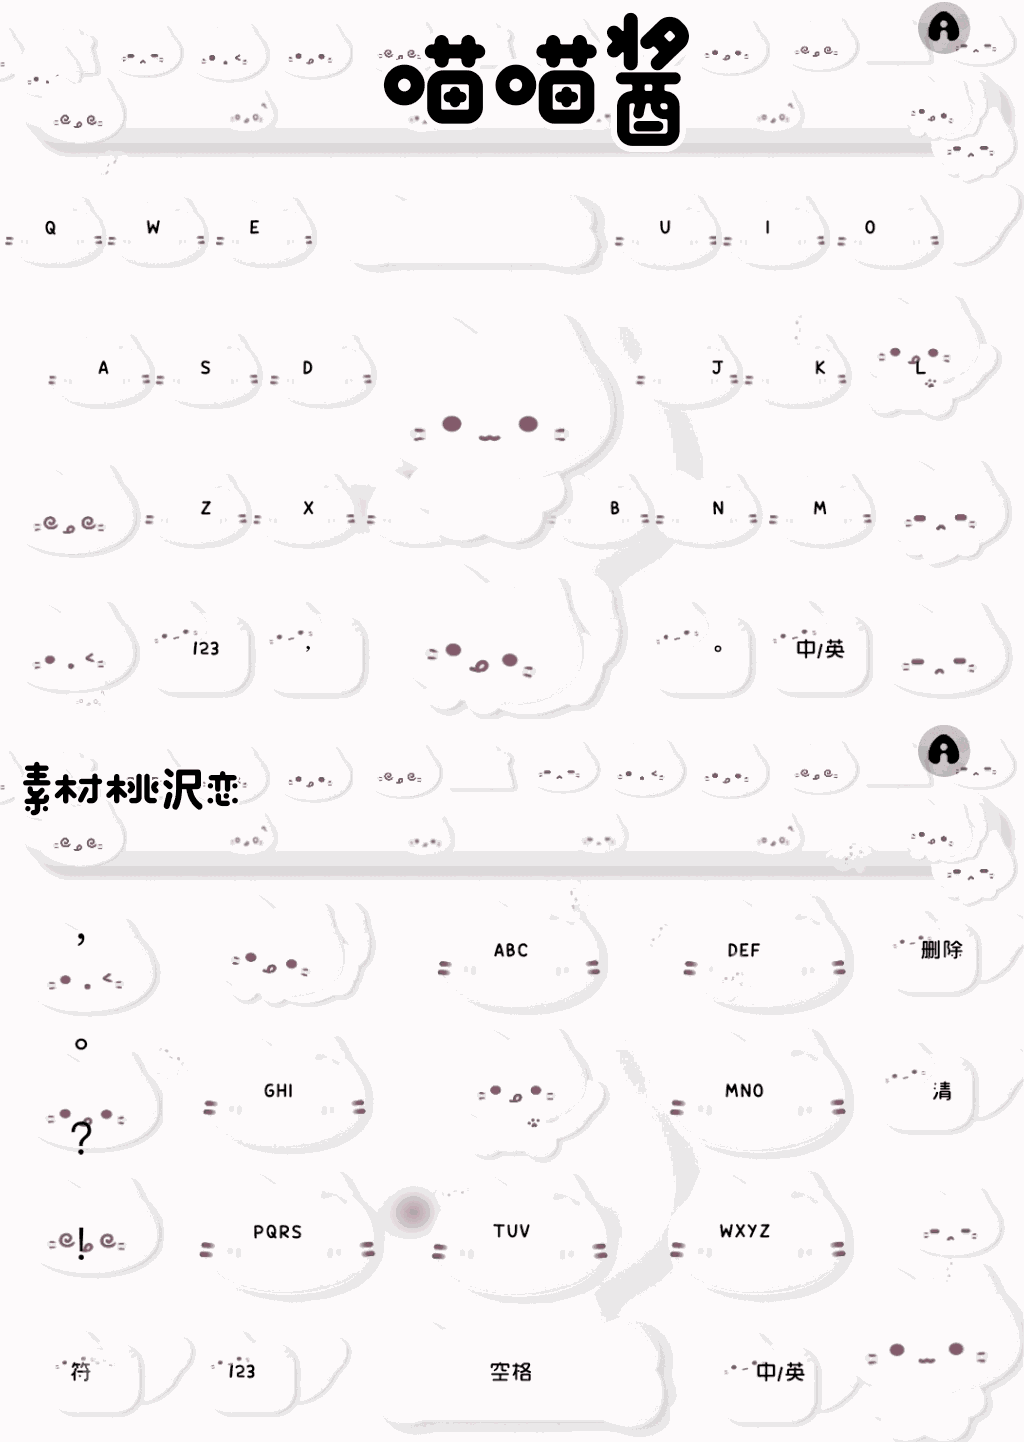 喵喵酱
Q W E U I O
A S D J K L
Z X B N M
123 , 。 中/英
素材桃沢恋
, ABC DEF 删除
。 GHI MNO 清
?
! PQRS TUV WXYZ
符 123 空格 中/英